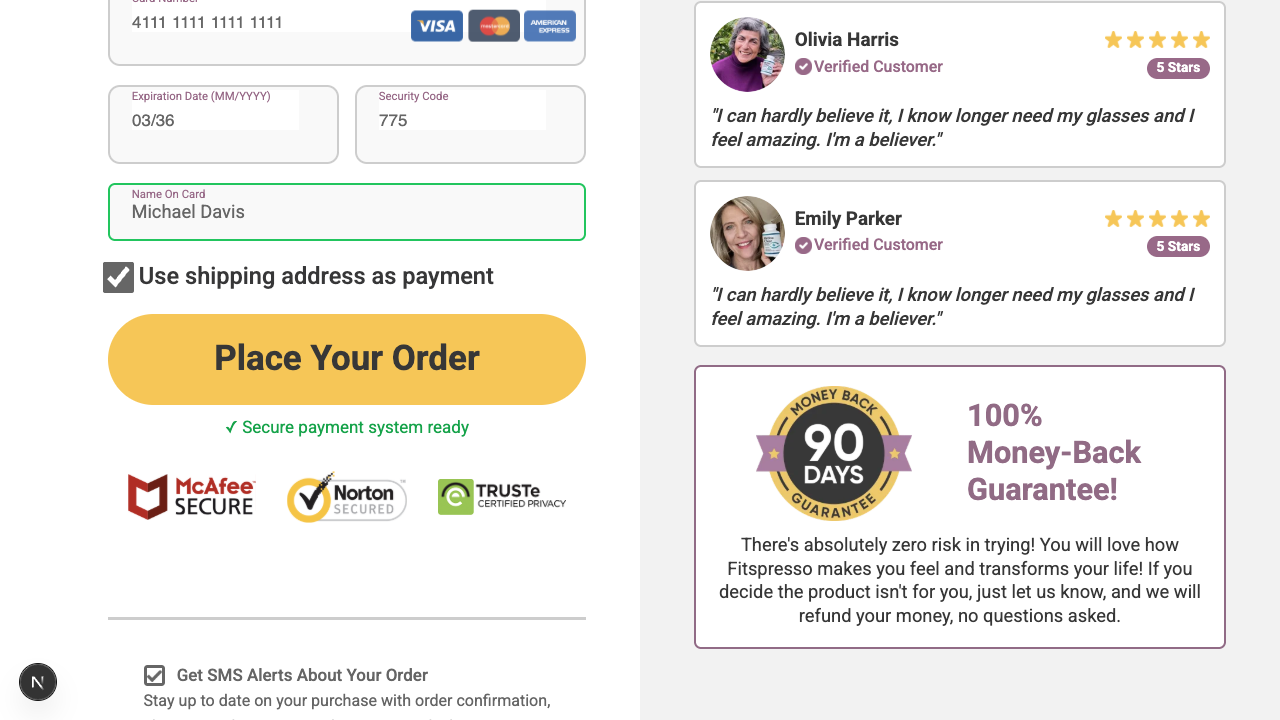 Card Number
4111 1111 1111 1111
VISA
mastercard
AMERICAN
EXPRESS
Expiration Date (MM/YYYY)
03/36
Security Code
775
Name On Card
Michael Davis
Use shipping address as payment
Place Your Order
✓ Secure payment system ready
McAfee™
SECURE
Norton™
SECURED
TRUSTe
CERTIFIED PRIVACY
Get SMS Alerts About Your Order
Stay up to date on your purchase with order confirmation,
N
Olivia Harris
Verified Customer
5 Stars
"I can hardly believe it, I know longer need my glasses and I
feel amazing. I'm a believer."
Emily Parker
Verified Customer
5 Stars
"I can hardly believe it, I know longer need my glasses and I
feel amazing. I'm a believer."
MONEY BACK
90
DAYS
GUARANTEE
100%
Money-Back
Guarantee!
There's absolutely zero risk in trying! You will love how
Fitspresso makes you feel and transforms your life! If you
decide the product isn't for you, just let us know, and we will
refund your money, no questions asked.